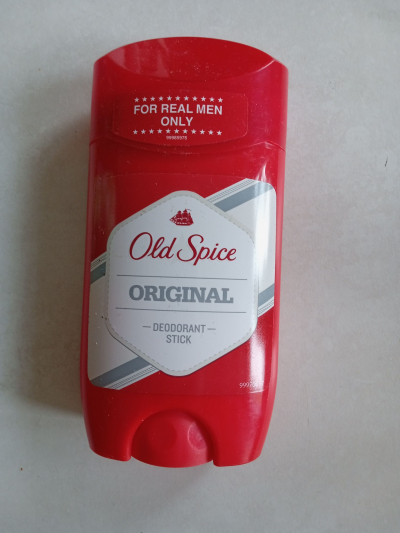 ★★★★★★★★★★★
FOR REAL MEN
ONLY
★★★★★★★★★★★
Old Spice
ORIGINAL
— DEODORANT —
STICK